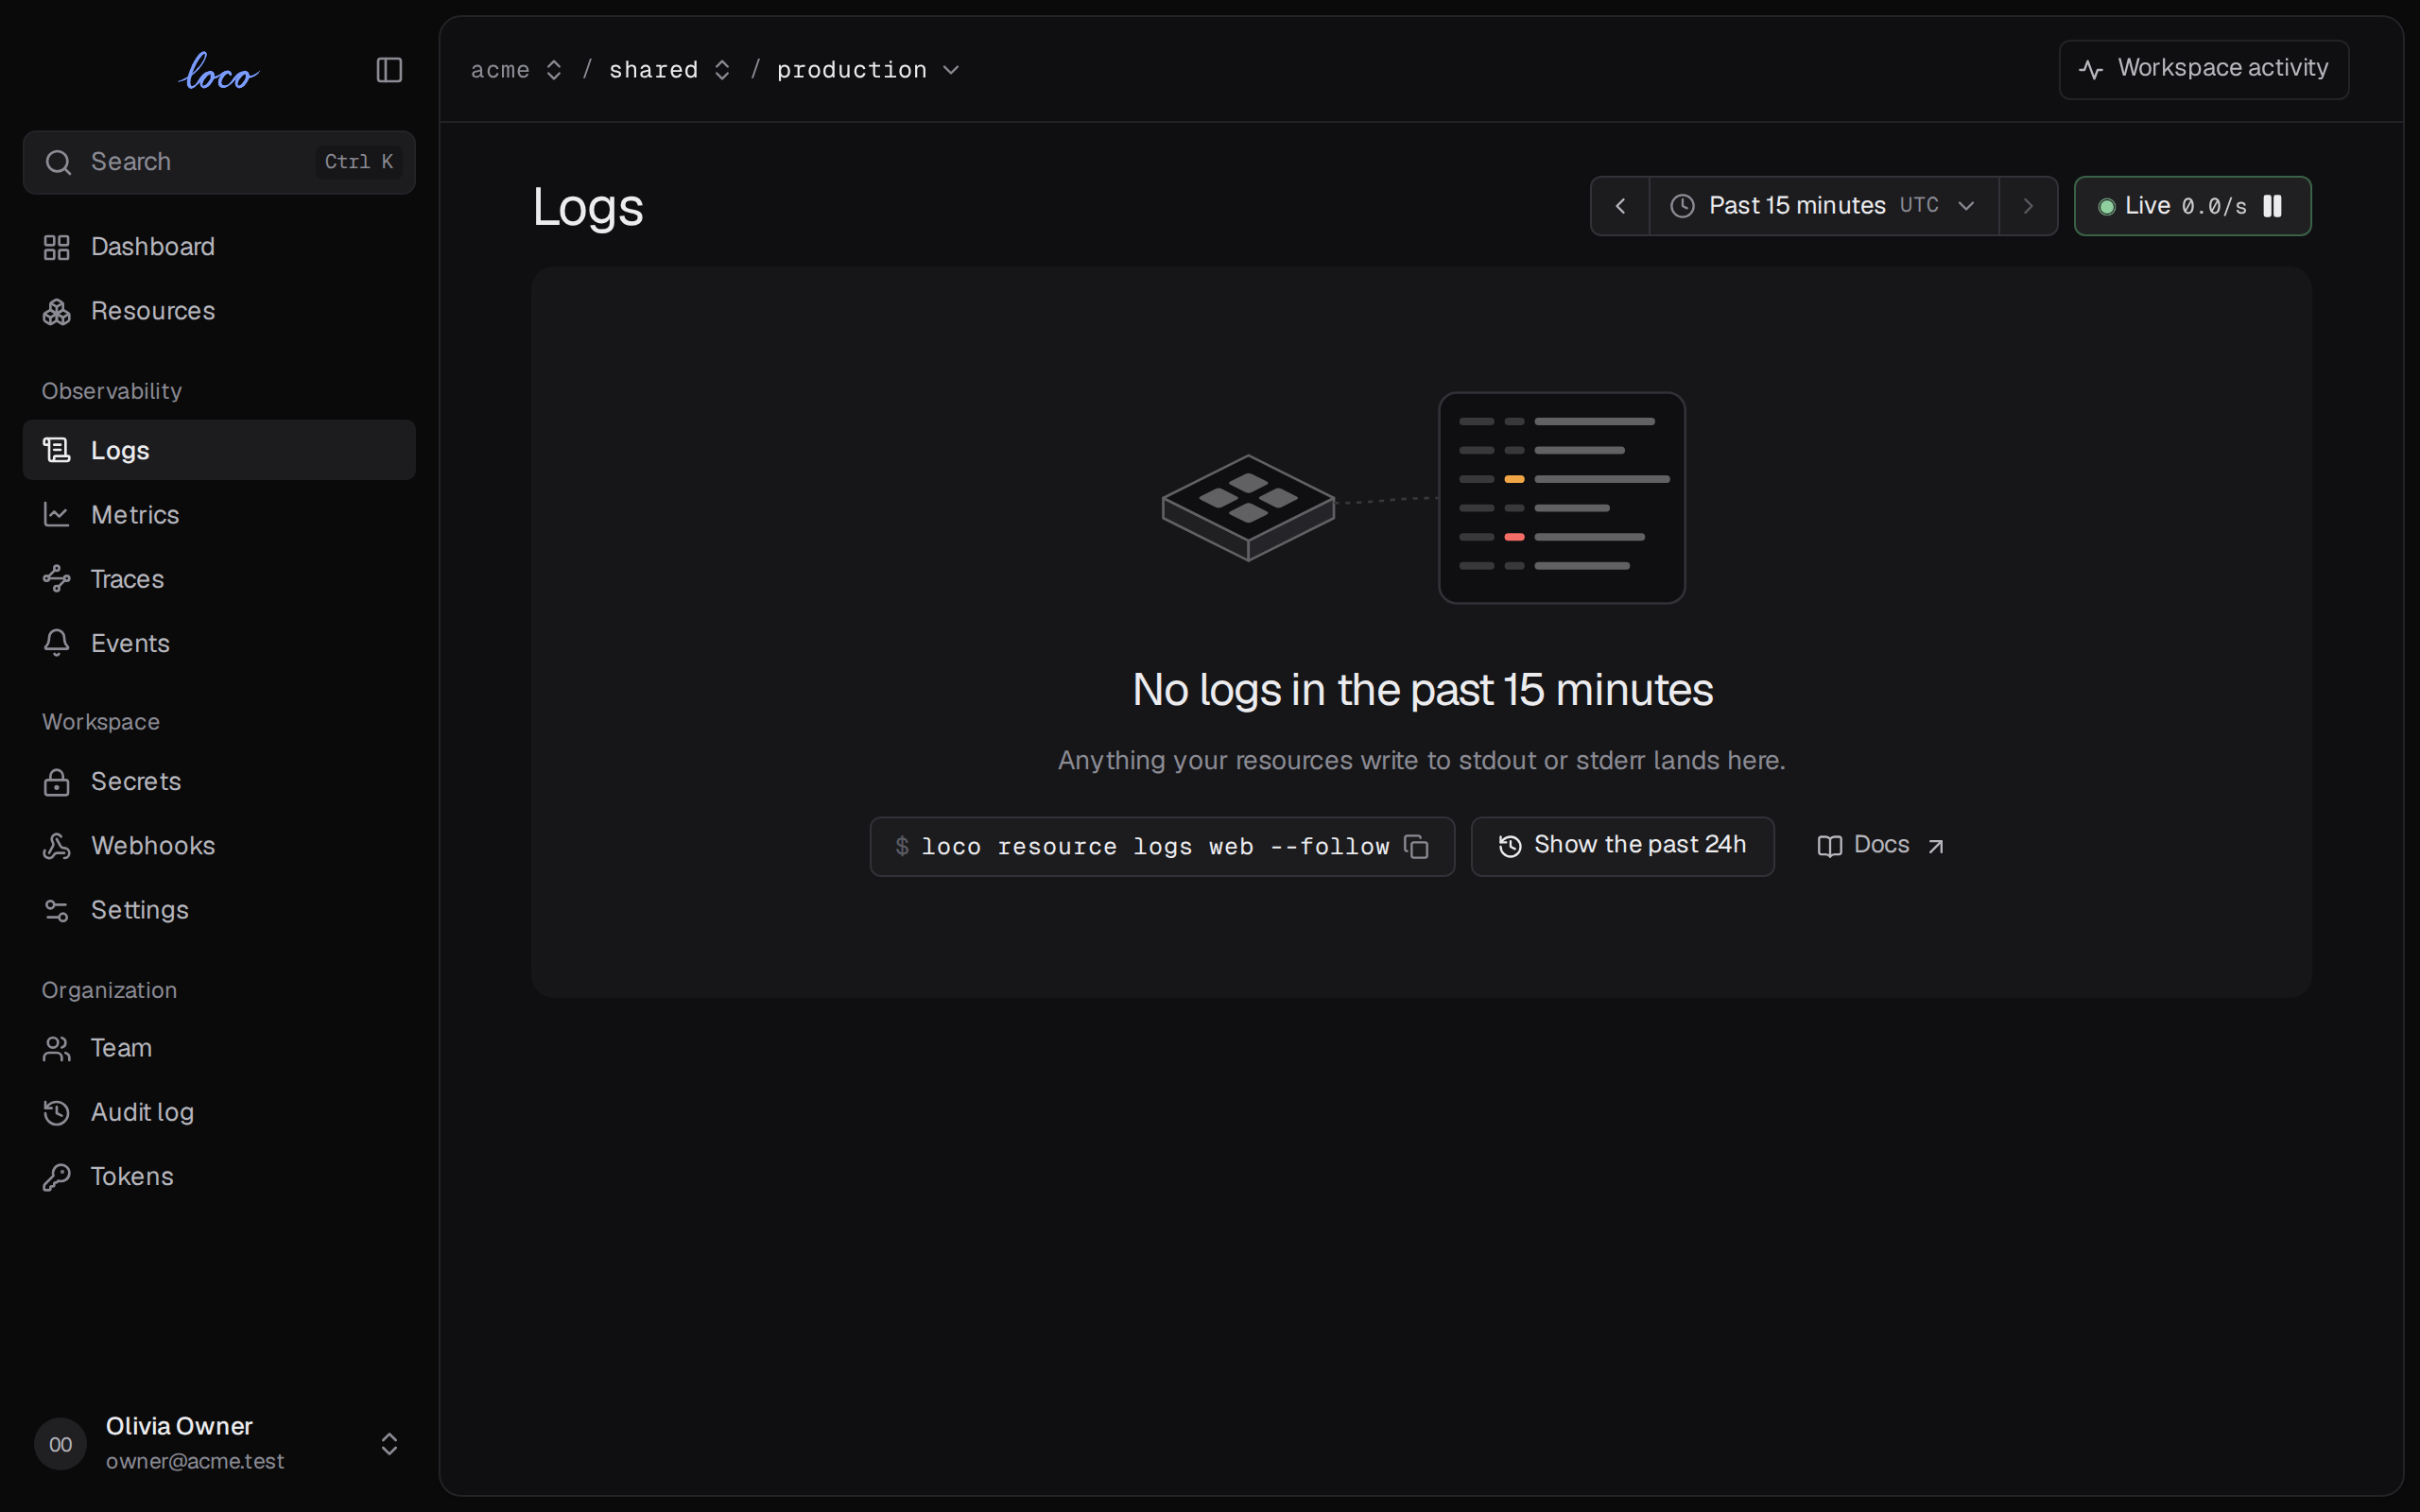 loco
Search Ctrl K
Dashboard
Resources
Observability
Logs
Metrics
Traces
Events
Workspace
Secrets
Webhooks
Settings
Organization
Team
Audit log
Tokens
OO
Olivia Owner
owner@acme.test
acme / shared / production
Workspace activity
Logs
Past 15 minutes UTC
Live 0.0/s
No logs in the past 15 minutes
Anything your resources write to stdout or stderr lands here.
$ loco resource logs web --follow
Show the past 24h
Docs